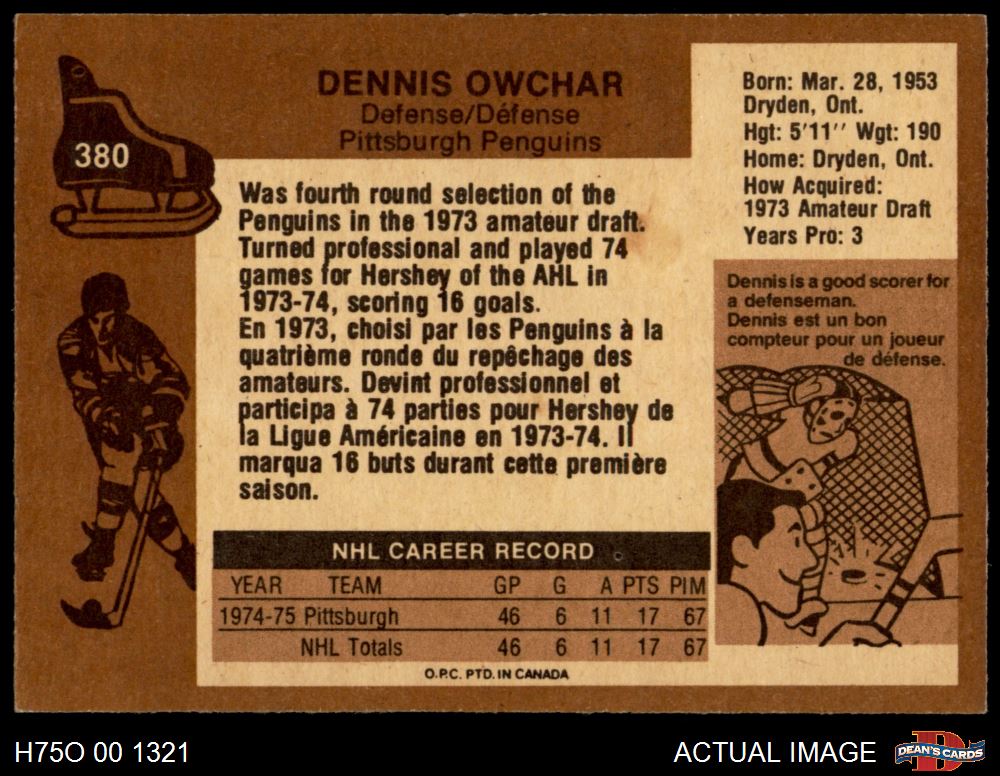 380
DENNIS OWCHAR
Defense/Défense
Pittsburgh Penguins
Born: Mar. 28, 1953
Dryden, Ont.
Hgt: 5'11'' Wgt: 190
Home: Dryden, Ont.
How Acquired:
1973 Amateur Draft
Years Pro: 3
Was fourth round selection of the
Penguins in the 1973 amateur draft.
Turned professional and played 74
games for Hershey of the AHL in
1973-74, scoring 16 goals.
En 1973, choisi par les Penguins à la
quatrième ronde du repêchage des
amateurs. Devint professionnel et
participa à 74 parties pour Hershey de
la Ligue Américaine en 1973-74. Il
marqua 16 buts durant cette première
saison.
Dennis is a good scorer for
a defenseman.
Dennis est un bon
compteur pour un joueur
de défense.
NHL CAREER RECORD
YEAR TEAM GP G A PTS PIM
1974-75 Pittsburgh 46 6 11 17 67
NHL Totals 46 6 11 17 67
O.P.C. PTD. IN CANADA
H75O 00 1321
ACTUAL IMAGE
DEAN'S CARDS